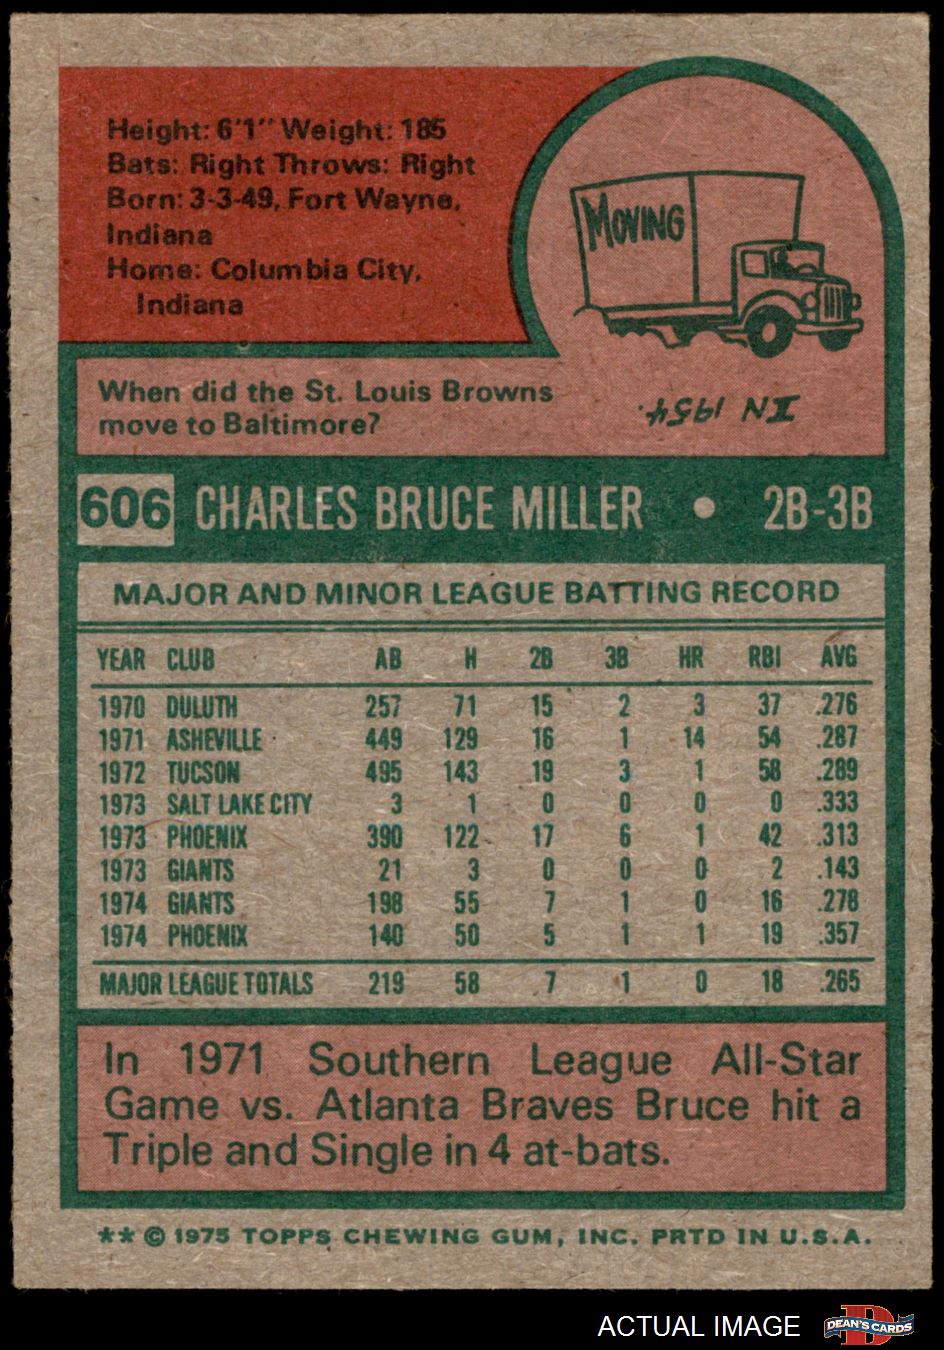 Height: 6'1" Weight: 185
Bats: Right Throws: Right
Born: 3-3-49, Fort Wayne,
Indiana
Home: Columbia City,
Indiana
MOVING
When did the St. Louis Browns
move to Baltimore?
IN 1954.
606 CHARLES BRUCE MILLER • 2B-3B
MAJOR AND MINOR LEAGUE BATTING RECORD
YEAR CLUB AB H 2B 3B HR RBI AVG
1970 DULUTH 257 71 15 2 3 37 .276
1971 ASHEVILLE 449 129 16 1 14 54 .287
1972 TUCSON 495 143 19 3 1 58 .289
1973 SALT LAKE CITY 3 1 0 0 0 0 .333
1973 PHOENIX 390 122 17 6 1 42 .313
1973 GIANTS 21 3 0 0 0 2 .143
1974 GIANTS 198 55 7 1 0 16 .278
1974 PHOENIX 140 50 5 1 1 19 .357
MAJOR LEAGUE TOTALS 219 58 7 1 0 18 .265
In 1971 Southern League All-Star
Game vs. Atlanta Braves Bruce hit a
Triple and Single in 4 at-bats.
** © 1975 TOPPS CHEWING GUM, INC. PRTD IN U.S.A.
ACTUAL IMAGE DEAN'S CARDS